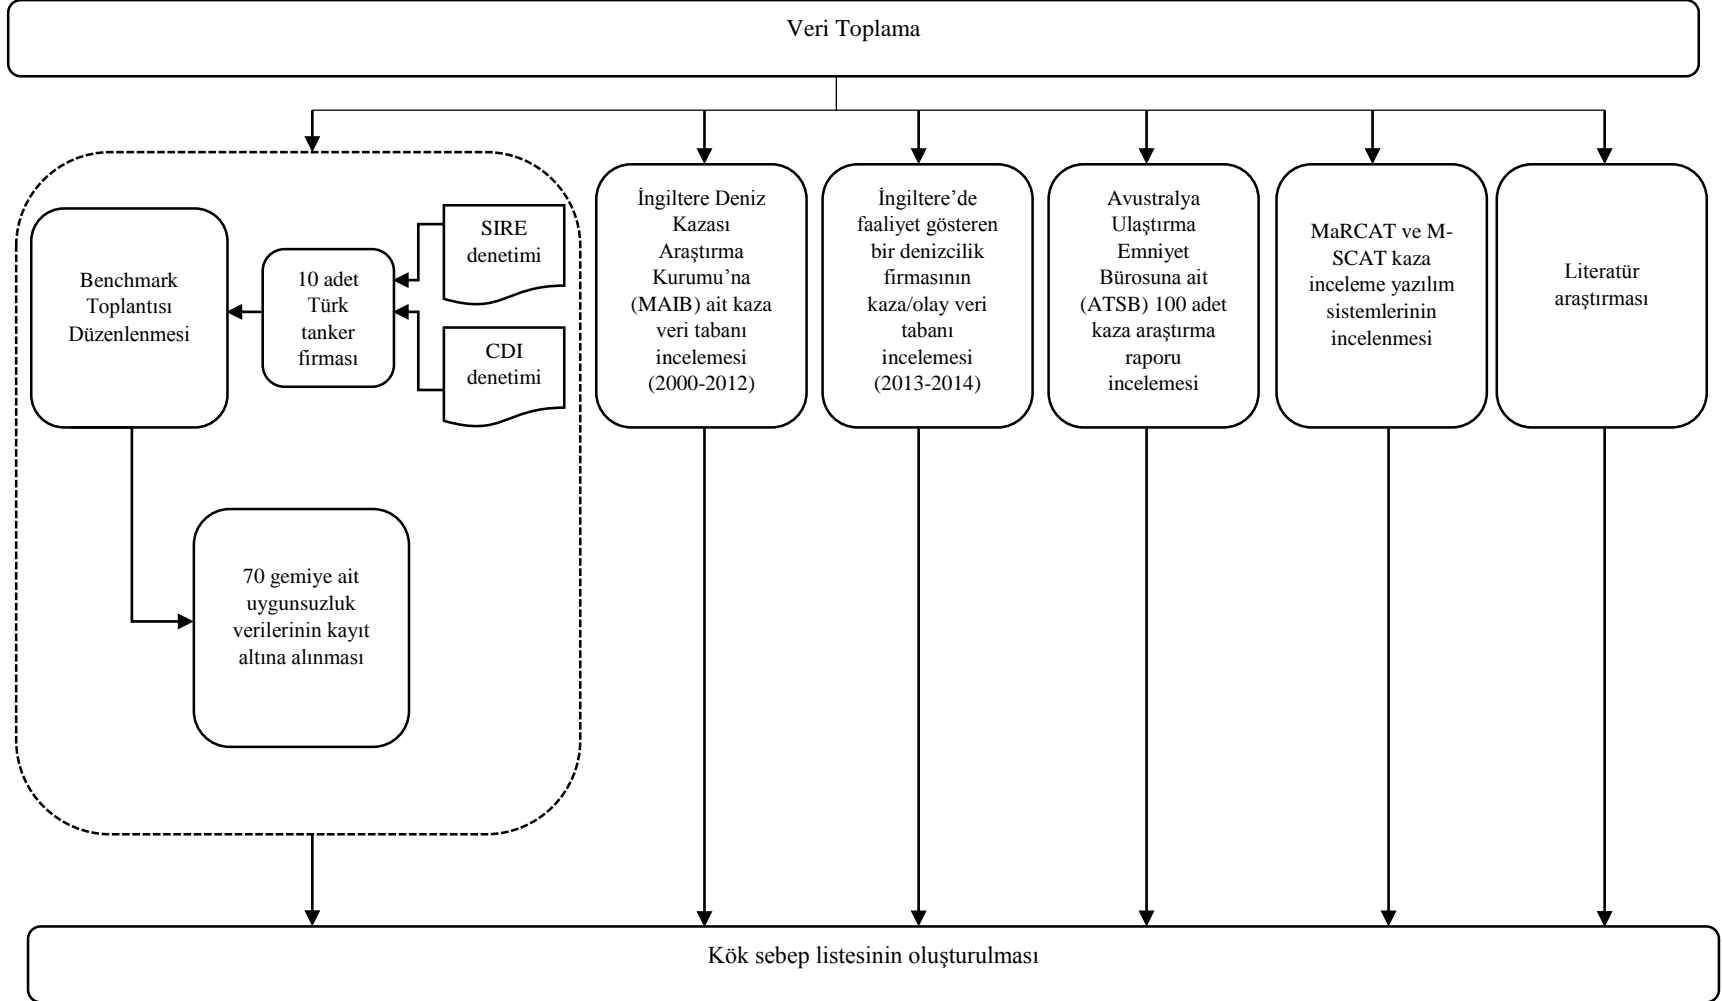 Veri Toplama
Benchmark
Toplantısı
Düzenlenmesi
10 adet
Türk
tanker
firması
SIRE
denetimi
CDI
denetimi
70 gemiye ait
uygunsuzluk
verilerinin kayıt
altına alınması
İngiltere Deniz
Kazası
Araştırma
Kurumu’na
(MAIB) ait kaza
veri tabanı
incelemesi
(2000-2012)
İngiltere’de
faaliyet gösteren
bir denizcilik
firmasının
kaza/olay veri
tabanı
incelemesi
(2013-2014)
Avustralya
Ulaştırma
Emniyet
Bürosuna ait
(ATSB) 100 adet
kaza araştırma
raporu
incelemesi
MaRCAT ve M-
SCAT kaza
inceleme yazılım
sistemlerinin
incelenmesi
Literatür
araştırması
Kök sebep listesinin oluşturulması